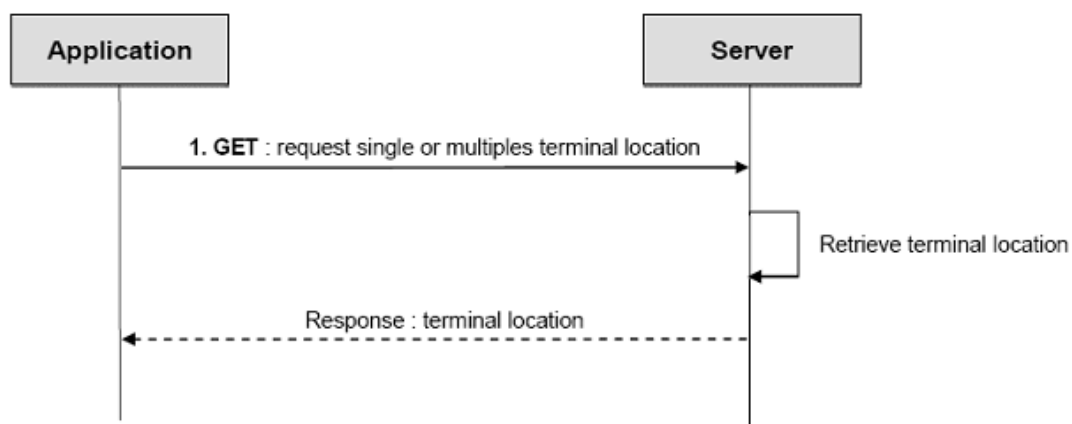 Application
Server
1. GET : request single or multiples terminal location
Retrieve terminal location
Response : terminal location